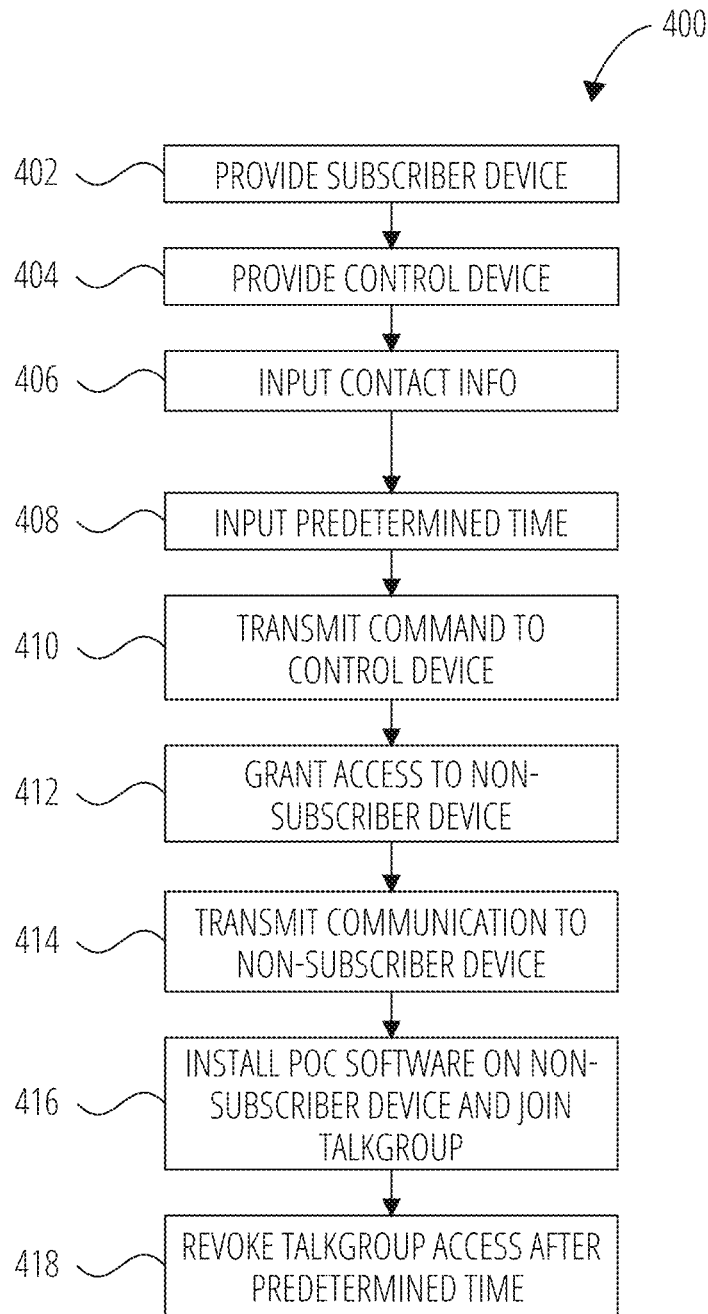 400
402 PROVIDE SUBSCRIBER DEVICE
404 PROVIDE CONTROL DEVICE
406 INPUT CONTACT INFO
408 INPUT PREDETERMINED TIME
410 TRANSMIT COMMAND TO
CONTROL DEVICE
412 GRANT ACCESS TO NON-
SUBSCRIBER DEVICE
414 TRANSMIT COMMUNICATION TO
NON-SUBSCRIBER DEVICE
416 INSTALL POC SOFTWARE ON NON-
SUBSCRIBER DEVICE AND JOIN
TALKGROUP
418 REVOKE TALKGROUP ACCESS AFTER
PREDETERMINED TIME